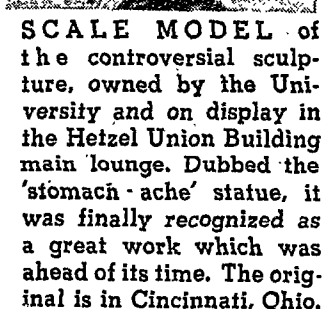 SCALE MODEL of
the controversial sculp-
ture, owned by the Uni-
versity and on display in
the Hetzel Union Building
main lounge. Dubbed the
'stomach - ache' statue, it
was finally recognized as
a great work which was
ahead of its time. The orig-
inal is in Cincinnati, Ohio.